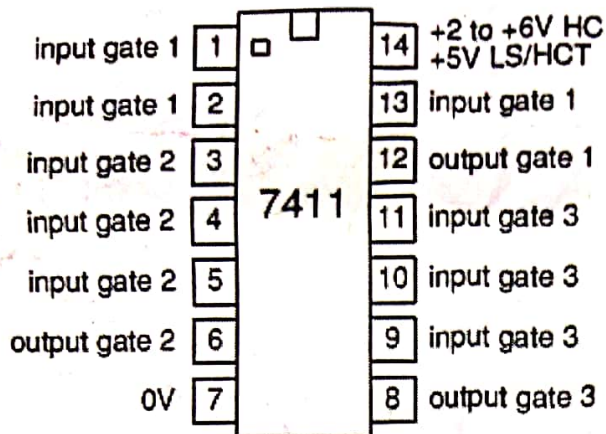 input gate 1 1
input gate 1 2
input gate 2 3
input gate 2 4
input gate 2 5
output gate 2 6
0V 7
7411
14 +2 to +6V HC
+5V LS/HCT
13 input gate 1
12 output gate 1
11 input gate 3
10 input gate 3
9 input gate 3
8 output gate 3